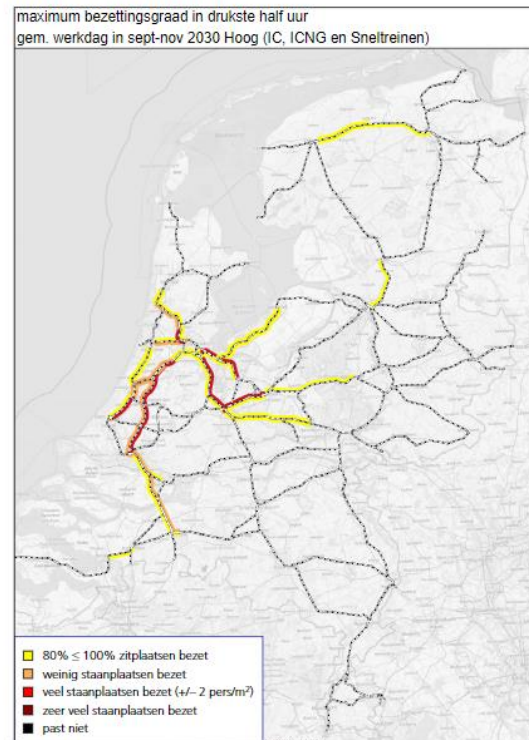 maximum bezettingsgraad in drukste half uur
gem. werkdag in sept-nov 2030 Hoog (IC, ICNG en Sneltreinen)
80% ≤ 100% zitplaatsen bezet
weinig staanplaatsen bezet
veel staanplaatsen bezet (+/– 2 pers/m²)
zeer veel staanplaatsen bezet
past niet